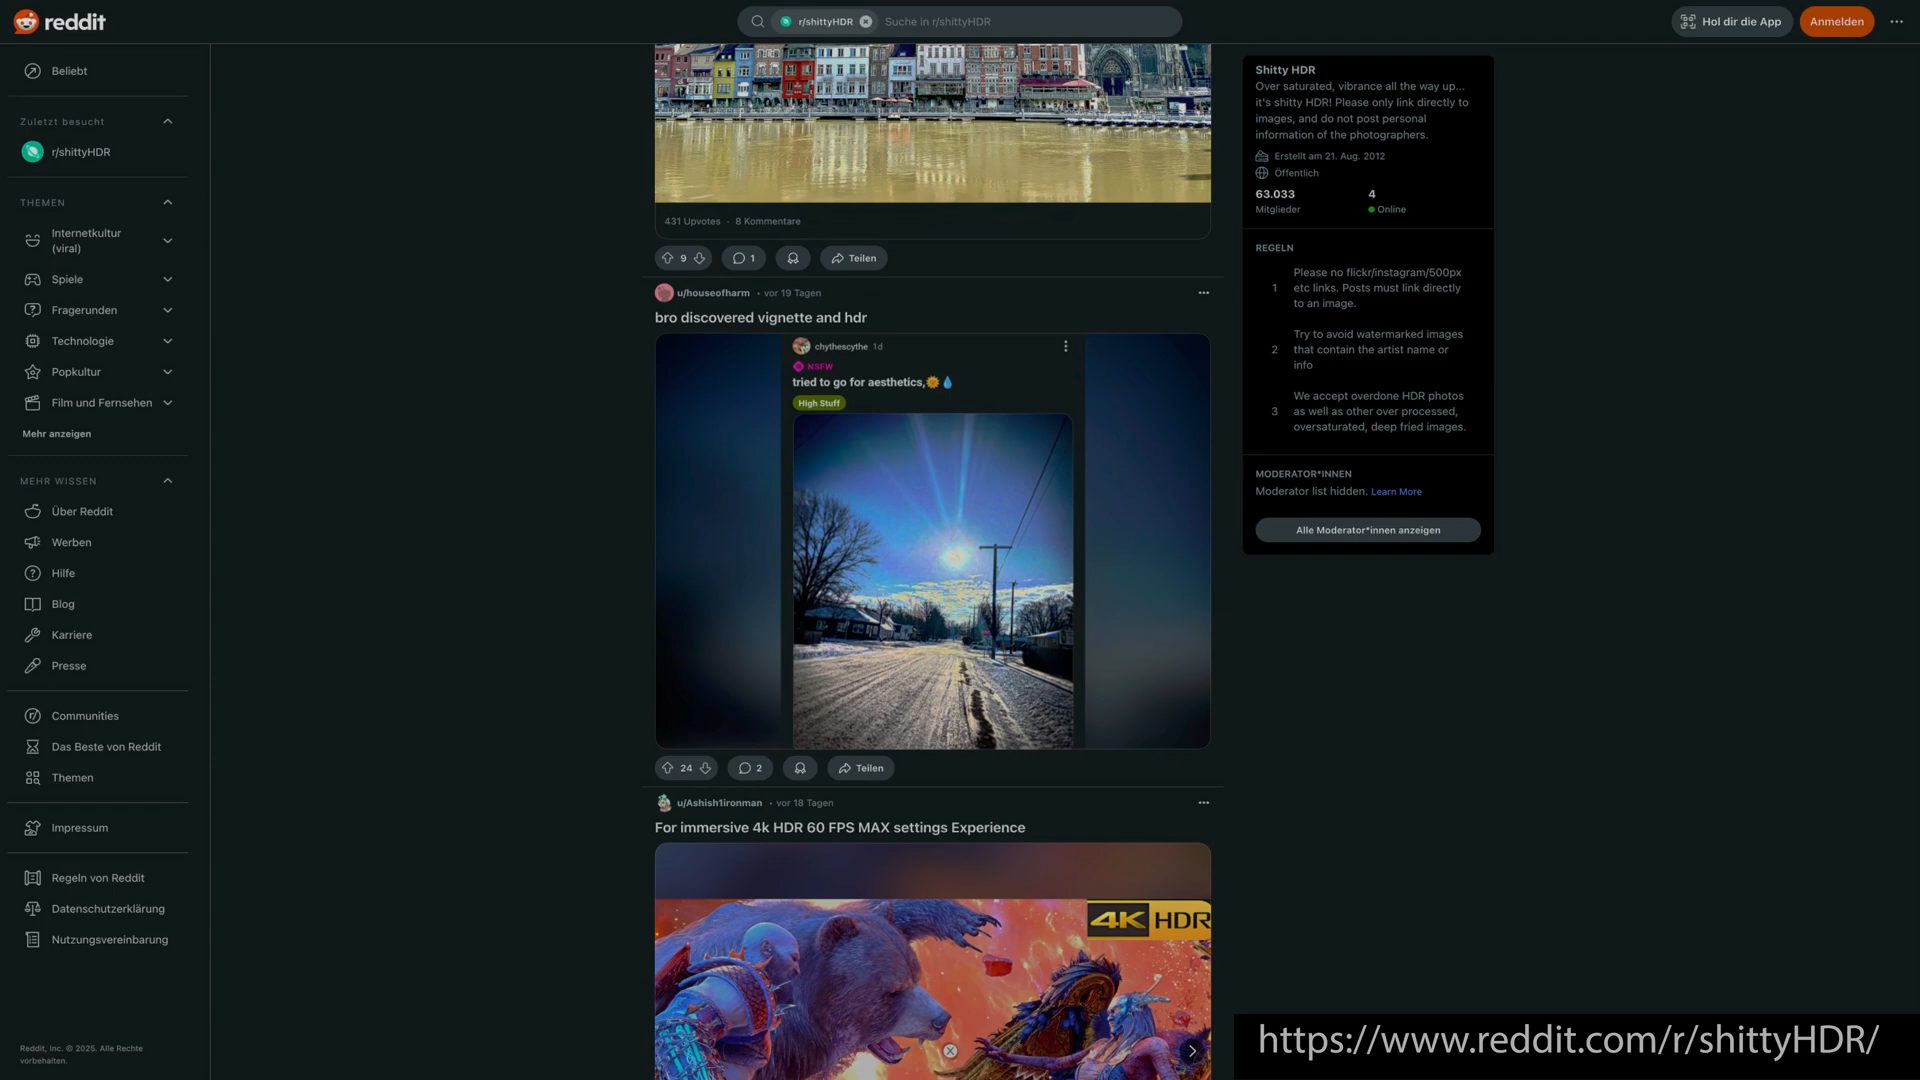 reddit
r/shittyHDR
Suche in r/shittyHDR
Hol dir die App
Anmelden
Beliebt
Zuletzt besucht
r/shittyHDR
THEMEN
Internetkultur
(viral)
Spiele
Fragerunden
Technologie
Popkultur
Film und Fernsehen
Mehr anzeigen
MEHR WISSEN
Über Reddit
Werben
Hilfe
Blog
Karriere
Presse
Communities
Das Beste von Reddit
Themen
Impressum
Regeln von Reddit
Datenschutzerklärung
Nutzungsvereinbarung
Reddit, Inc. © 2025. Alle Rechte
vorbehalten.
431 Upvotes · 8 Kommentare
9
1
Teilen
u/houseofharm • vor 19 Tagen
bro discovered vignette and hdr
chythescythe 1d
NSFW
tried to go for aesthetics,🌞💧
High Stuff
24
2
Teilen
u/Ashish1ironman • vor 18 Tagen
For immersive 4k HDR 60 FPS MAX settings Experience
4K HDR
Shitty HDR
Over saturated, vibrance all the way up...
it's shitty HDR! Please only link directly to
images, and do not post personal
information of the photographers.
Erstellt am 21. Aug. 2012
Öffentlich
63.033 4
Mitglieder Online
REGELN
Please no flickr/instagram/500px
1 etc links. Posts must link directly
to an image.
Try to avoid watermarked images
2 that contain the artist name or
info
We accept overdone HDR photos
3 as well as other over processed,
oversaturated, deep fried images.
MODERATOR*INNEN
Moderator list hidden. Learn More
Alle Moderator*innen anzeigen
https://www.reddit.com/r/shittyHDR/